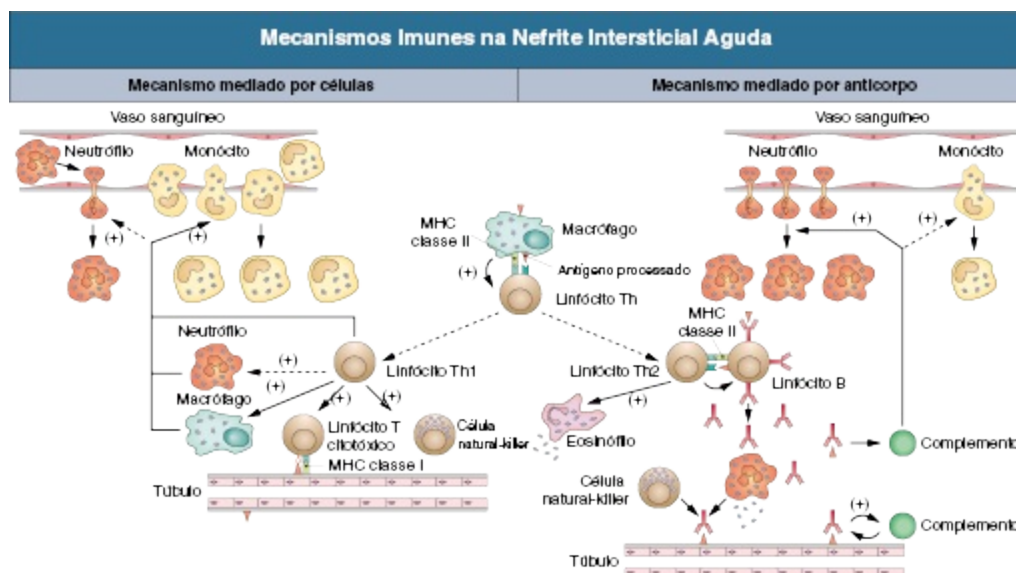 Mecanismos Imunes na Nefrite Intersticial Aguda
Mecanismo mediado por células
Mecanismo mediado por anticorpo
Vaso sanguíneo
Neutrófilo
Monócito
(+)
(+)
Neutrófilo
(+)
(+)
Macrófago
Linfócito Th1
(+)
(+)
Linfócito T
citotóxico
Célula
natural-killer
MHC classe I
Túbulo
MHC
classe II
Macrófago
(+)
Antígeno processado
Linfócito Th
Vaso sanguíneo
Neutrófilo
Monócito
(+)
(+)
MHC
classe II
Linfócito Th2
Linfócito B
(+)
Eosinófilo
Complemento
Célula
natural-killer
(+)
Complemento
Túbulo